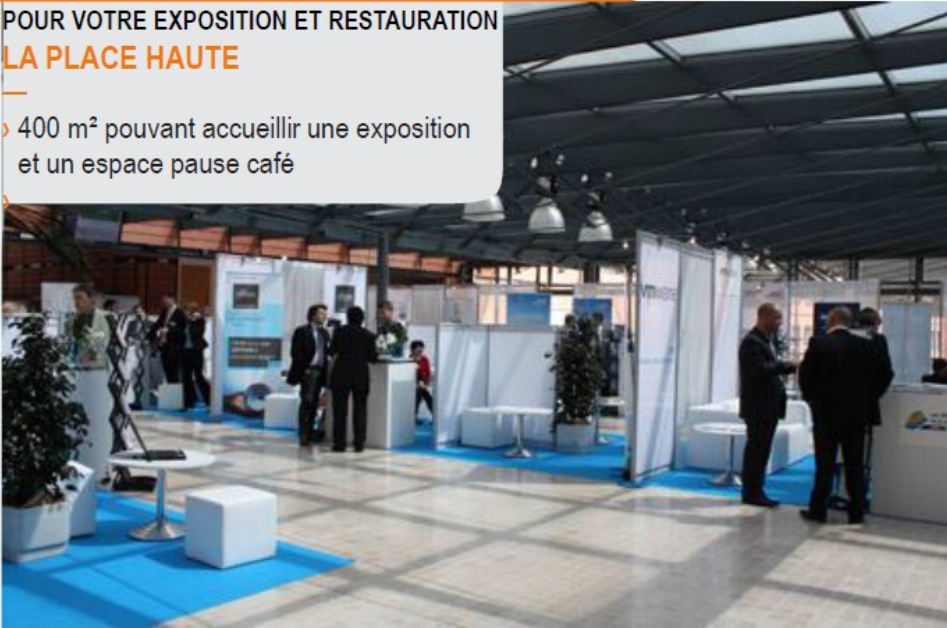 POUR VOTRE EXPOSITION ET RESTAURATION
LA PLACE HAUTE
› 400 m² pouvant accueillir une exposition
et un espace pause café
›
vmware